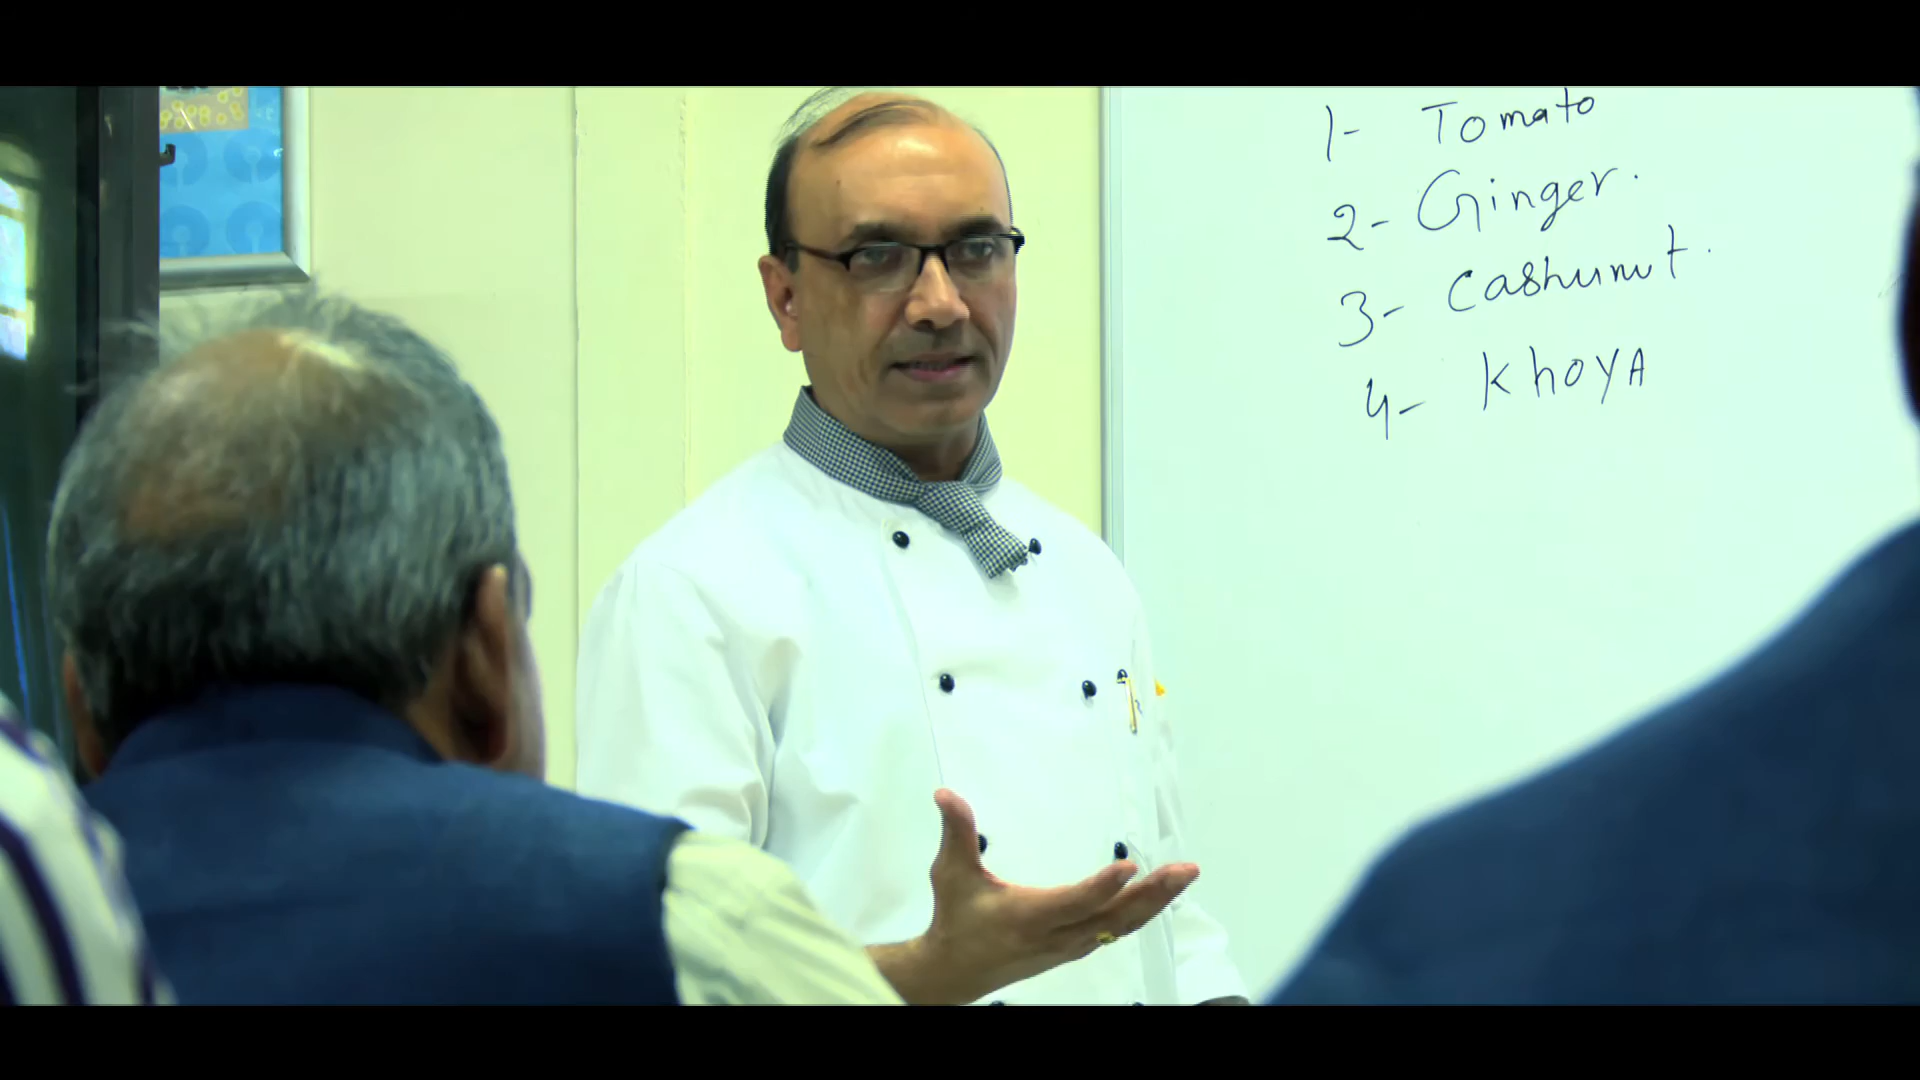 1- Tomato
2- Ginger.
3- Cashunut.
4- KhoyA